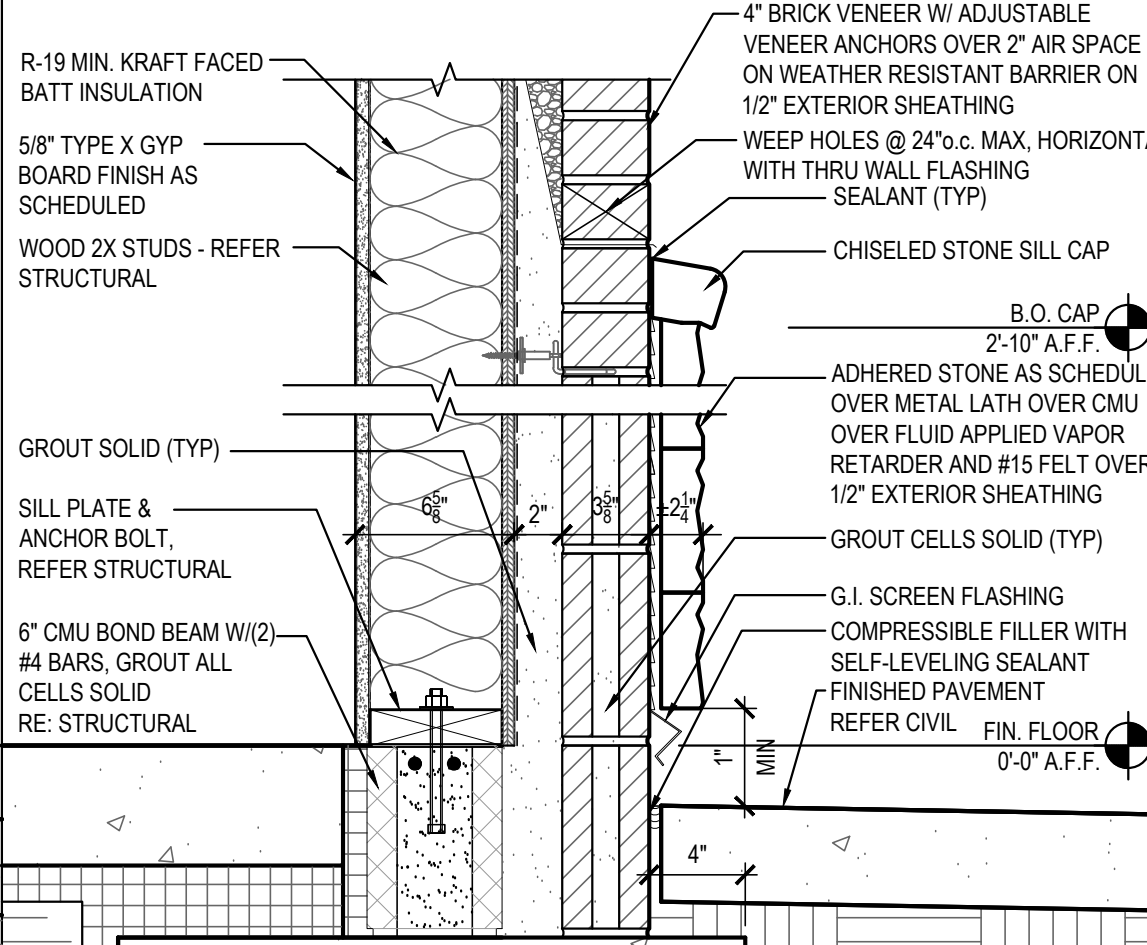 R-19 MIN. KRAFT FACED
BATT INSULATION
5/8" TYPE X GYP
BOARD FINISH AS
SCHEDULED
WOOD 2X STUDS - REFER
STRUCTURAL
GROUT SOLID (TYP)
SILL PLATE &
ANCHOR BOLT,
REFER STRUCTURAL
6" CMU BOND BEAM W/(2)
#4 BARS, GROUT ALL
CELLS SOLID
RE: STRUCTURAL
6 5/8"
2"
3 5/8"
±2 1/4"
4" BRICK VENEER W/ ADJUSTABLE
VENEER ANCHORS OVER 2" AIR SPACE
ON WEATHER RESISTANT BARRIER ON
1/2" EXTERIOR SHEATHING
WEEP HOLES @ 24"o.c. MAX, HORIZONTA
WITH THRU WALL FLASHING
SEALANT (TYP)
CHISELED STONE SILL CAP
B.O. CAP
2'-10" A.F.F.
ADHERED STONE AS SCHEDUL
OVER METAL LATH OVER CMU
OVER FLUID APPLIED VAPOR
RETARDER AND #15 FELT OVER
1/2" EXTERIOR SHEATHING
GROUT CELLS SOLID (TYP)
G.I. SCREEN FLASHING
COMPRESSIBLE FILLER WITH
SELF-LEVELING SEALANT
FINISHED PAVEMENT
REFER CIVIL
FIN. FLOOR
0'-0" A.F.F.
1"
MIN
4"